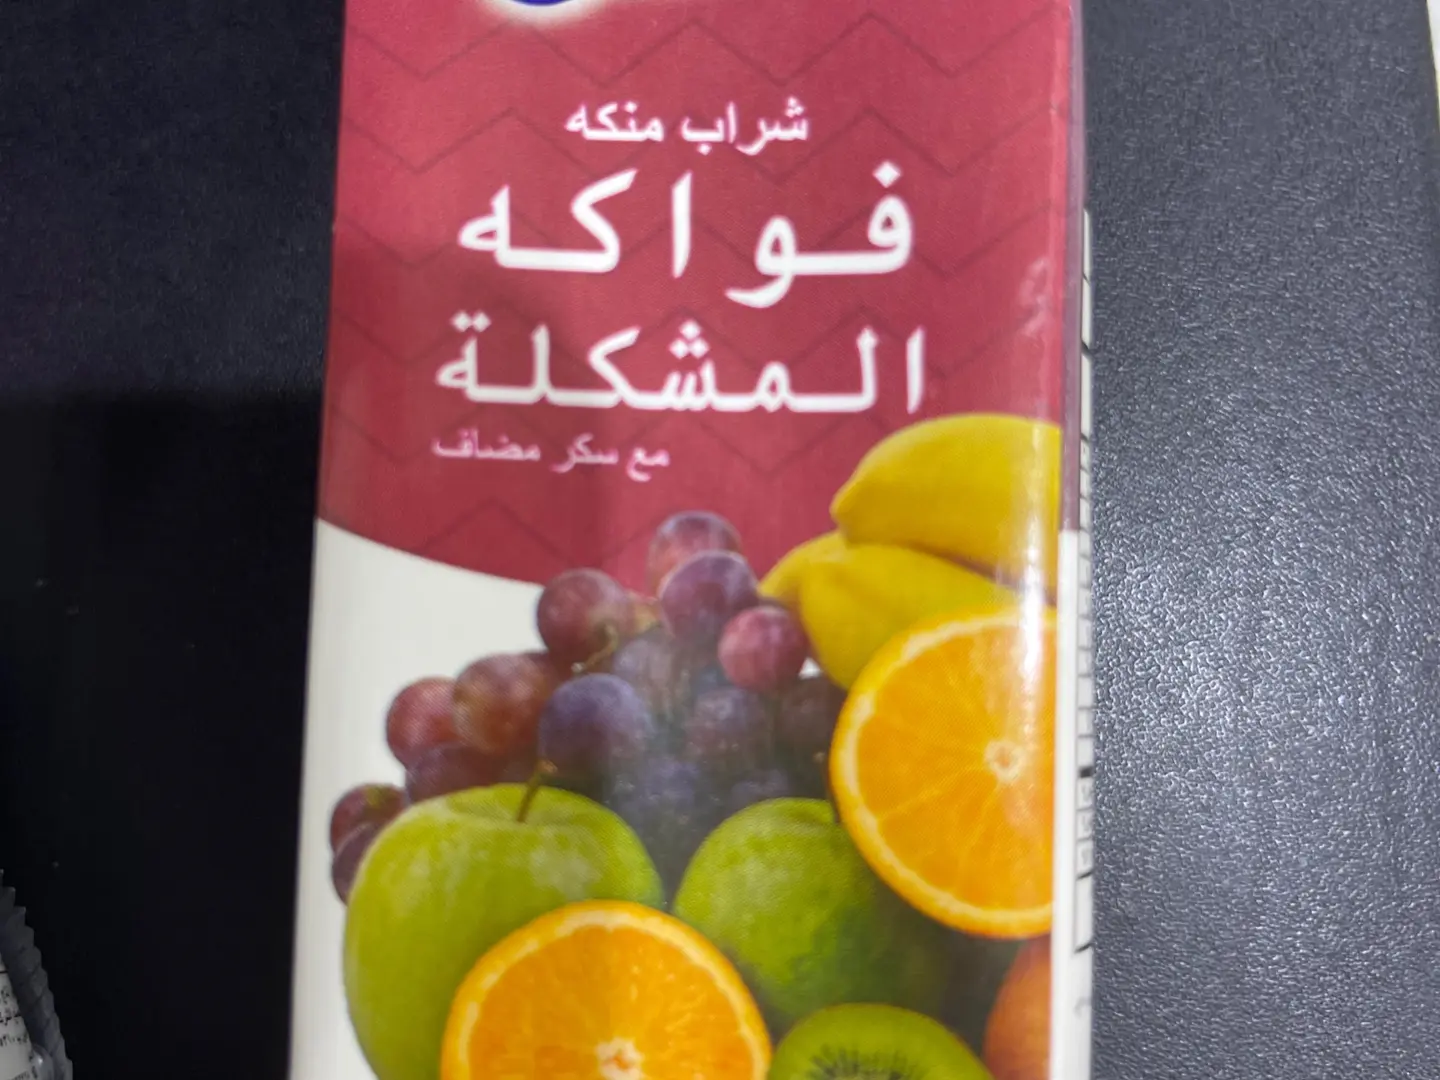 شراب منكه
فواكه
المشكلة
مع سكر مضاف